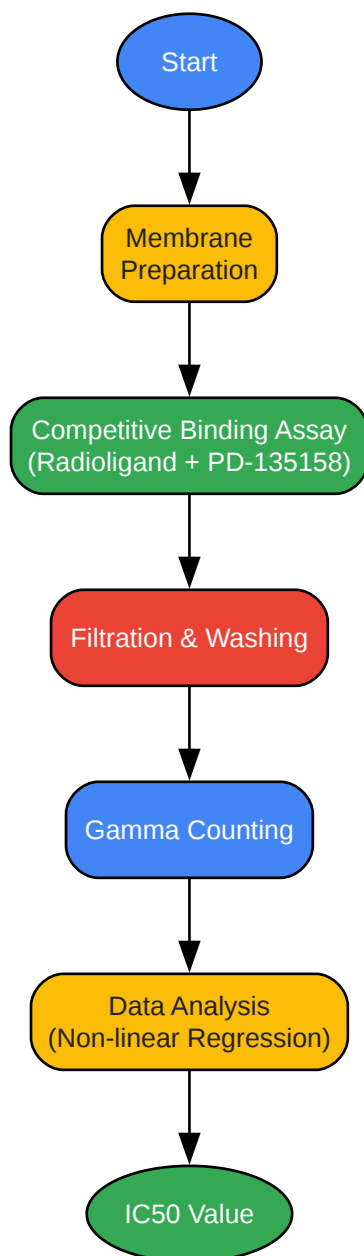 Start
Membrane
Preparation
Competitive Binding Assay
(Radioligand + PD-135158)
Filtration & Washing
Gamma Counting
Data Analysis
(Non-linear Regression)
IC50 Value